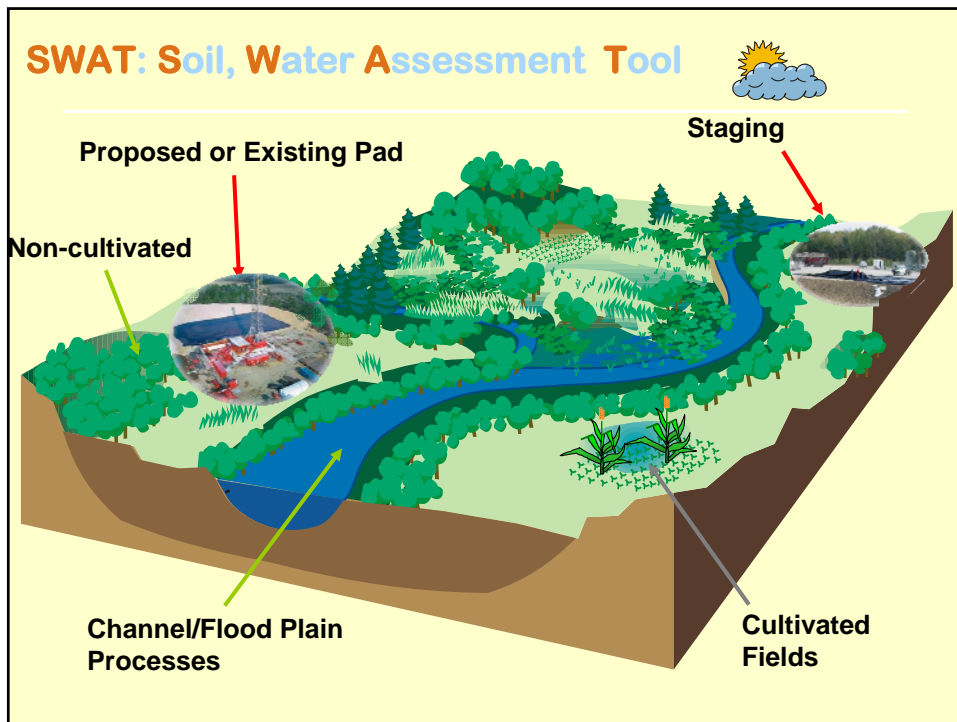 SWAT: Soil, Water Assessment Tool
Staging
Proposed or Existing Pad
Non-cultivated
Channel/Flood Plain
Processes
Cultivated
Fields